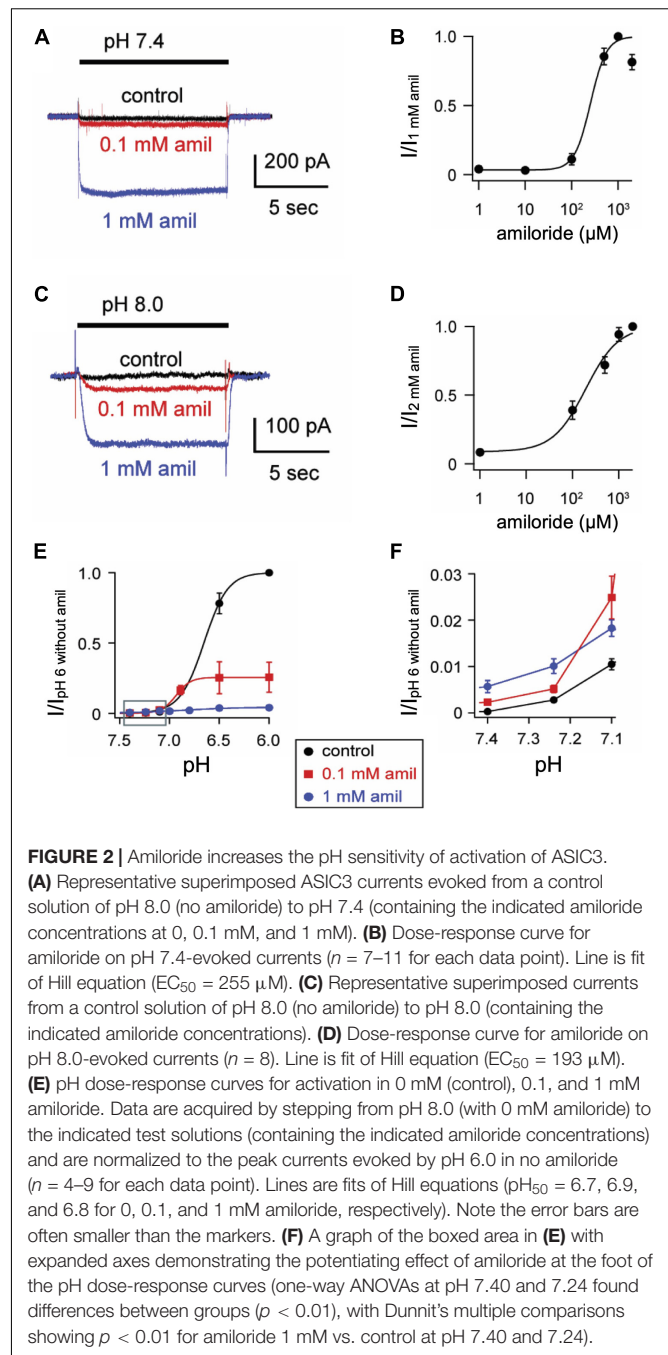 A
pH 7.4
control
0.1 mM amil
1 mM amil
200 pA
5 sec
B
I/I1 mM amil
1.0
0.5
0
1 10 10² 10³
amiloride (µM)
C
pH 8.0
control
0.1 mM amil
1 mM amil
100 pA
5 sec
D
I/I2 mM amil
1.0
0.5
0
1 10 10² 10³
amiloride (µM)
E
I/IpH 6 without amil
1.0
0.5
0
7.5 7.0 6.5 6.0
pH
F
I/IpH 6 without amil
0.03
0.02
0.01
0
7.4 7.3 7.2 7.1
pH
control
0.1 mM amil
1 mM amil
FIGURE 2 | Amiloride increases the pH sensitivity of activation of ASIC3.
(A) Representative superimposed ASIC3 currents evoked from a control
solution of pH 8.0 (no amiloride) to pH 7.4 (containing the indicated amiloride
concentrations at 0, 0.1 mM, and 1 mM). (B) Dose-response curve for
amiloride on pH 7.4-evoked currents (n = 7–11 for each data point). Line is fit
of Hill equation (EC50 = 255 µM). (C) Representative superimposed currents
from a control solution of pH 8.0 (no amiloride) to pH 8.0 (containing the
indicated amiloride concentrations). (D) Dose-response curve for amiloride on
pH 8.0-evoked currents (n = 8). Line is fit of Hill equation (EC50 = 193 µM).
(E) pH dose-response curves for activation in 0 mM (control), 0.1, and 1 mM
amiloride. Data are acquired by stepping from pH 8.0 (with 0 mM amiloride) to
the indicated test solutions (containing the indicated amiloride concentrations)
and are normalized to the peak currents evoked by pH 6.0 in no amiloride
(n = 4–9 for each data point). Lines are fits of Hill equations (pH50 = 6.7, 6.9,
and 6.8 for 0, 0.1, and 1 mM amiloride, respectively). Note the error bars are
often smaller than the markers. (F) A graph of the boxed area in (E) with
expanded axes demonstrating the potentiating effect of amiloride at the foot of
the pH dose-response curves (one-way ANOVAs at pH 7.40 and 7.24 found
differences between groups (p < 0.01), with Dunnit's multiple comparisons
showing p < 0.01 for amiloride 1 mM vs. control at pH 7.40 and 7.24).